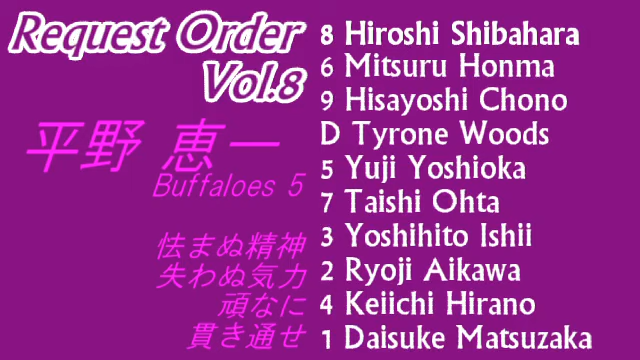 Request Order
Vol.8
平野 恵一
Buffaloes 5
怯まぬ精神
失わぬ気力
頑なに
貫き通せ
8 Hiroshi Shibahara
6 Mitsuru Honma
9 Hisayoshi Chono
D Tyrone Woods
5 Yuji Yoshioka
7 Taishi Ohta
3 Yoshihito Ishii
2 Ryoji Aikawa
4 Keiichi Hirano
1 Daisuke Matsuzaka